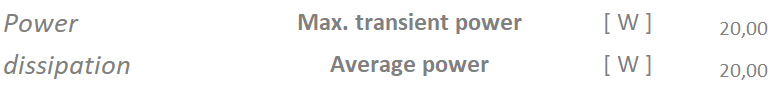 Power Max. transient power [ W ] 20,00
dissipation Average power [ W ] 20,00